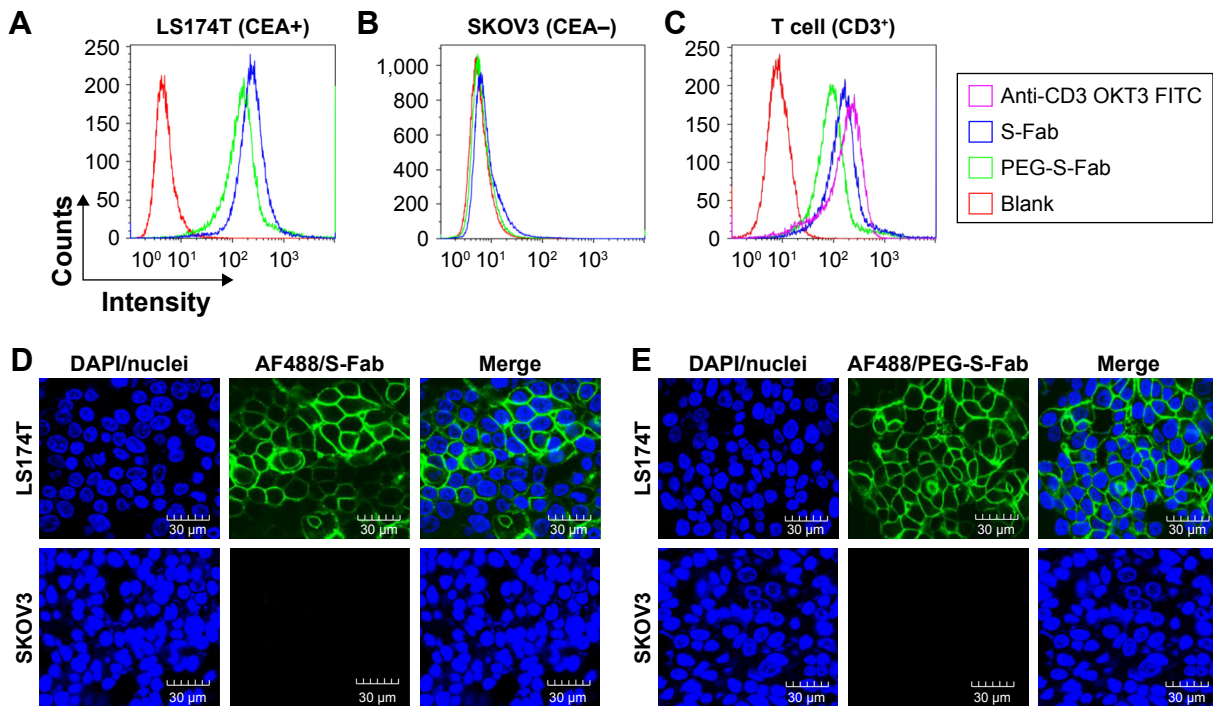 A
LS174T (CEA+)
250
200
150
100
50
0
10⁰ 10¹ 10² 10³
Counts
Intensity
B
SKOV3 (CEA–)
1,000
800
600
400
200
0
10⁰ 10¹ 10² 10³
C
T cell (CD3⁺)
250
200
150
100
50
0
10⁰ 10¹ 10² 10³
Anti-CD3 OKT3 FITC
S-Fab
PEG-S-Fab
Blank
D
DAPI/nuclei AF488/S-Fab Merge
LS174T
30 µm 30 µm 30 µm
SKOV3
30 µm 30 µm 30 µm
E
DAPI/nuclei AF488/PEG-S-Fab Merge
LS174T
30 µm 30 µm 30 µm
SKOV3
30 µm 30 µm 30 µm